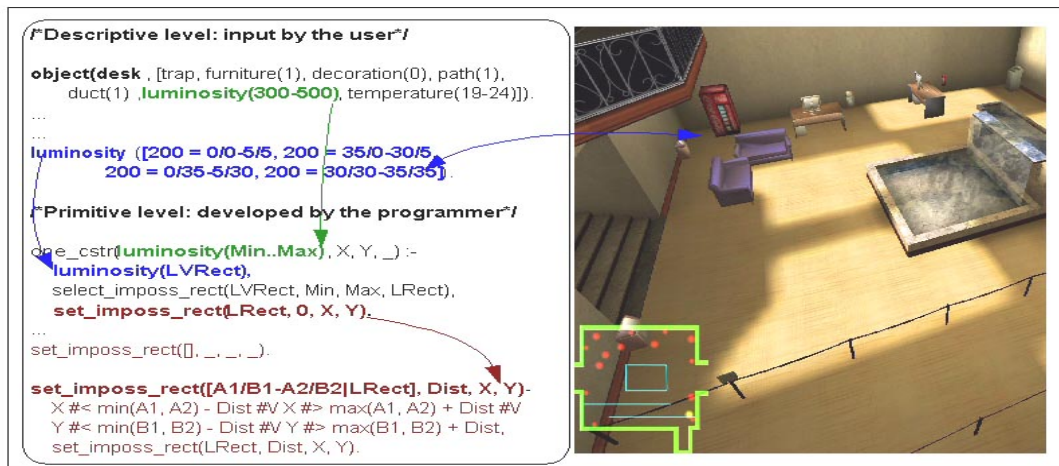 /*Descriptive level: input by the user*/
object(desk , [trap, furniture(1), decoration(0), path(1),
duct(1) ,luminosity(300-500), temperature(19-24)]).
...
...
luminosity ([200 = 0/0-5/5, 200 = 35/0-30/5,
200 = 0/35-5/30, 200 = 30/30-35/35]).
/*Primitive level: developed by the programmer*/
one_cstr(luminosity(Min..Max), X, Y, _) :-
luminosity(LVRect),
select_imposs_rect(LVRect, Min, Max, LRect),
set_imposs_rect(LRect, 0, X, Y).
...
set_imposs_rect([], _, _, _).
set_imposs_rect([A1/B1-A2/B2|LRect], Dist, X, Y)-
X #< min(A1, A2) - Dist #\/ X #> max(A1, A2) + Dist #\/
Y #< min(B1, B2) - Dist #\/ Y #> max(B1, B2) + Dist,
set_imposs_rect(LRect, Dist, X, Y).